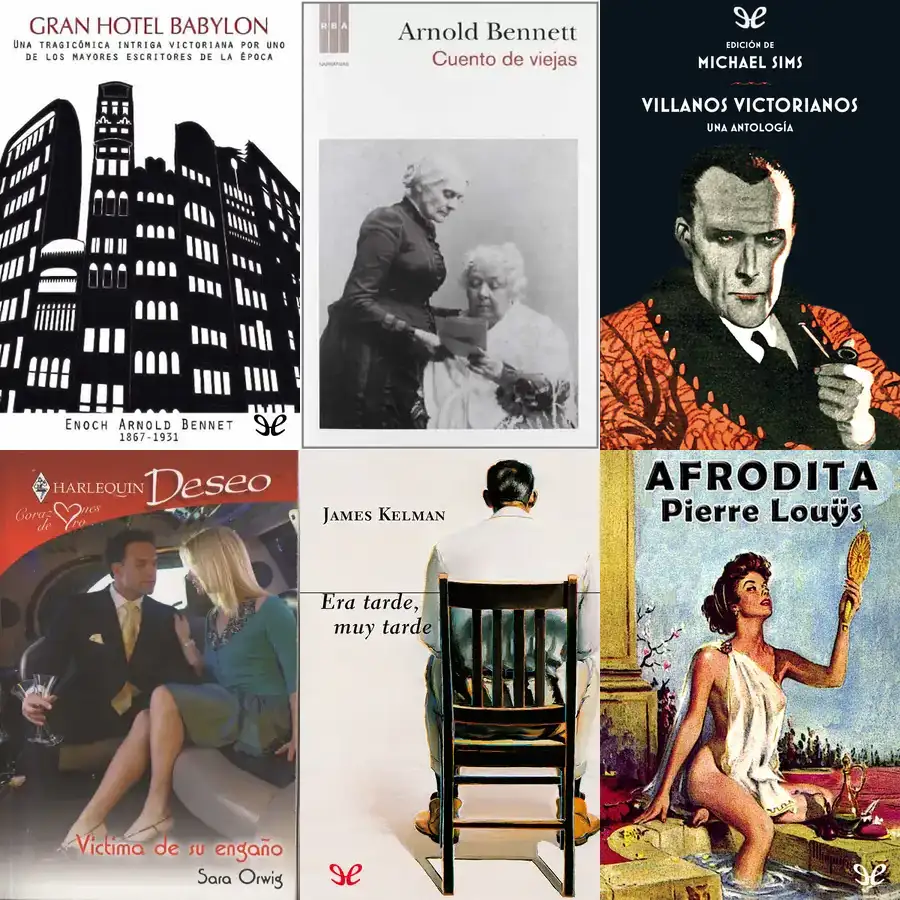 GRAN HOTEL BABYLON
UNA TRAGICÓMICA INTRIGA VICTORIANA POR UNO
DE LOS MAYORES ESCRITORES DE LA ÉPOCA
ENOCH ARNOLD BENNET
1867-1931
RBA
Arnold Bennett
Cuento de viejas
EDICIÓN DE
MICHAEL SIMS
VILLANOS VICTORIANOS
UNA ANTOLOGÍA
HARLEQUIN Deseo
Víctima de su engaño
Sara Orwig
JAMES KELMAN
Era tarde,
muy tarde
AFRODITA
Pierre Louÿs